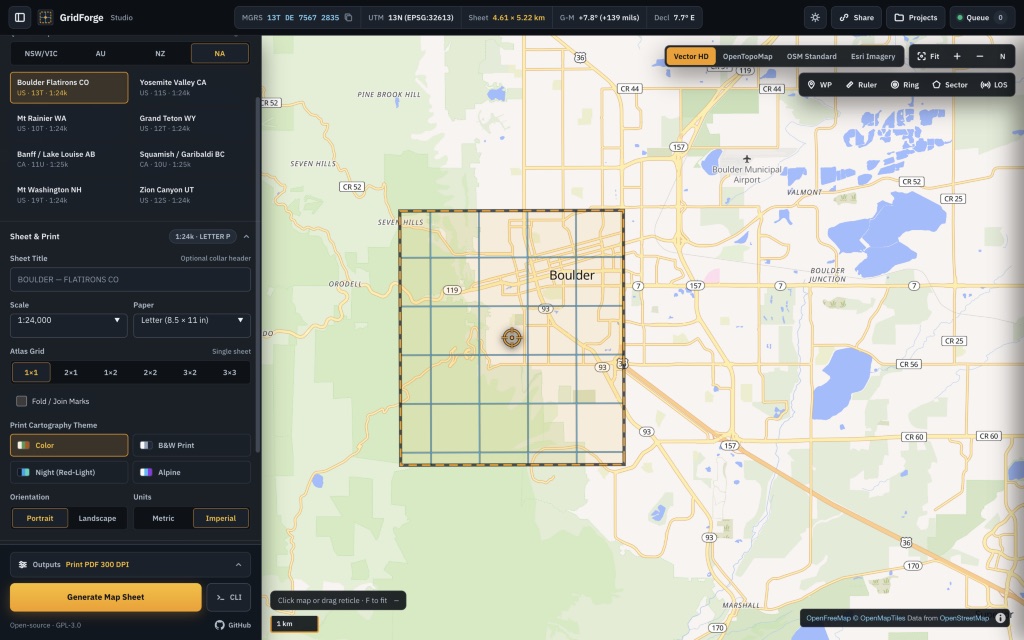 GridForge Studio
MGRS 13T DE 7567 2835
UTM 13N (EPSG:32613)
Sheet 4.61 × 5.22 km
G-M +7.8° (+139 mils)
Decl 7.7° E
Share
Projects
Queue 0
NSW/VIC AU NZ NA
Boulder Flatirons CO
US · 13T · 1:24k
Yosemite Valley CA
US · 11S · 1:24k
Mt Rainier WA
US · 10T · 1:24k
Grand Teton WY
US · 12T · 1:24k
Banff / Lake Louise AB
CA · 11U · 1:25k
Squamish / Garibaldi BC
CA · 10U · 1:25k
Mt Washington NH
US · 19T · 1:24k
Zion Canyon UT
US · 12S · 1:24k
Sheet & Print 1:24k · LETTER P
Sheet Title Optional collar header
BOULDER — FLATIRONS CO
Scale Paper
1:24,000 Letter (8.5 × 11 in)
Atlas Grid Single sheet
1×1 2×1 1×2 2×2 3×2 3×3
Fold / Join Marks
Print Cartography Theme
Color B&W Print
Night (Red-Light) Alpine
Orientation Units
Portrait Landscape Metric Imperial
Outputs Print PDF 300 DPI
Generate Map Sheet CLI
Open-source · GPL-3.0 GitHub
Vector HD OpenTopoMap OSM Standard Esri Imagery
Fit + − N
WP Ruler Ring Sector LOS
36
119
CR 44
CR 44
CR 52
PINE BROOK HILL
157
SEVEN HILLS
Boulder Municipal
Airport
CR 52
CR 52
VALMONT
CR 25
SEVEN HILLS
Boulder
BOULDER
JUNCTION
ORODELL
119
7
157
7
7
93
DO
CR 25
93
36
CR 56
93
157
CR 60
CR 60
93
36
170
MARSHALL
170
Click map or drag reticle · F to fit −
1 km
OpenFreeMap © OpenMapTiles Data from OpenStreetMap